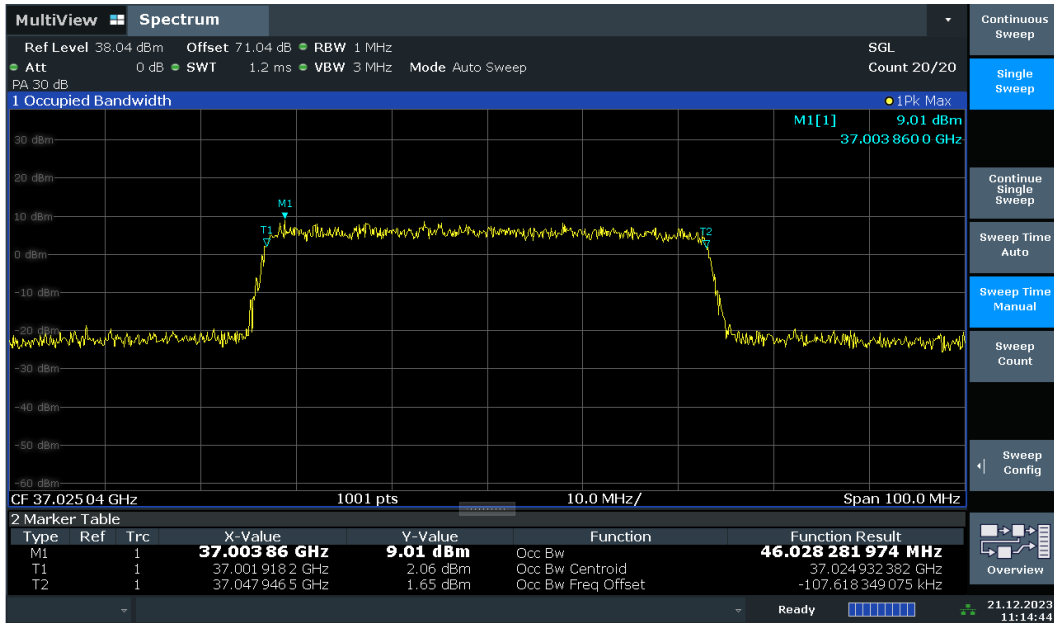 MultiView Spectrum
Ref Level 38.04 dBm Offset 71.04 dB RBW 1 MHz SGL
Att 0 dB SWT 1.2 ms VBW 3 MHz Mode Auto Sweep Count 20/20
PA 30 dB
1 Occupied Bandwidth 1Pk Max
M1[1] 9.01 dBm
37.003 860 0 GHz
30 dBm
20 dBm
M1
10 dBm
T1
T2
0 dBm
-10 dBm
-20 dBm
-30 dBm
-40 dBm
-50 dBm
-60 dBm
CF 37.025 04 GHz 1001 pts 10.0 MHz/ Span 100.0 MHz
2 Marker Table
Type Ref Trc X-Value Y-Value Function Function Result
M1 1 37.003 86 GHz 9.01 dBm Occ Bw 46.028 281 974 MHz
T1 1 37.001 918 2 GHz 2.06 dBm Occ Bw Centroid 37.024 932 382 GHz
T2 1 37.047 946 5 GHz 1.65 dBm Occ Bw Freq Offset -107.618 349 075 kHz
Ready
21.12.2023
11:14:44
Continuous
Sweep
Single
Sweep
Continue
Single
Sweep
Sweep Time
Auto
Sweep Time
Manual
Sweep
Count
Sweep
Config
Overview